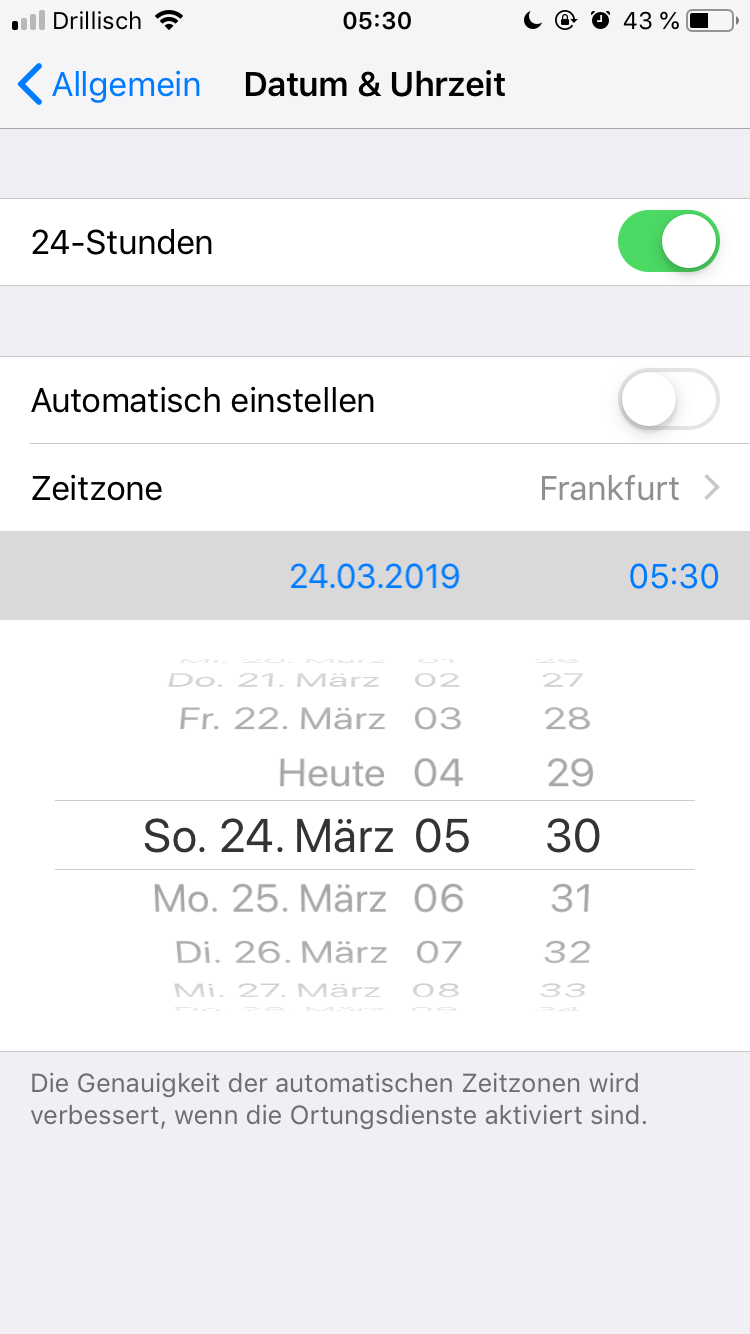 Drillisch 05:30 43 %
Allgemein Datum & Uhrzeit
24-Stunden
Automatisch einstellen
Zeitzone Frankfurt
24.03.2019 05:30
Do. 21. März 02 27
Fr. 22. März 03 28
Heute 04 29
So. 24. März 05 30
Mo. 25. März 06 31
Di. 26. März 07 32
Mi. 27. März 08 33
Die Genauigkeit der automatischen Zeitzonen wird
verbessert, wenn die Ortungsdienste aktiviert sind.